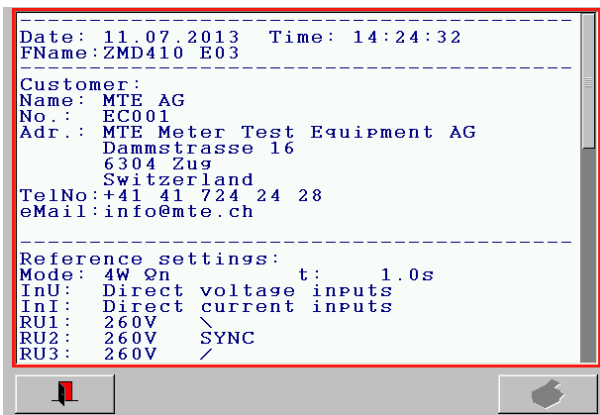 ------------------------------------------
Date: 11.07.2013  Time: 14:24:32
FName:ZMD410 E03
------------------------------------------
Customer:
Name: MTE AG
No.:  EC001
Adr.: MTE Meter Test Equipment AG
Dammstrasse 16
6304 Zug
Switzerland
TelNo:+41 41 724 24 28
eMail:info@mte.ch
------------------------------------------
Reference settings:
Mode: 4W Qn          t:    1.0s
InU:  Direct voltage inputs
InI:  Direct current inputs
RU1:  260V   \
RU2:  260V   SYNC
RU3:  260V   /